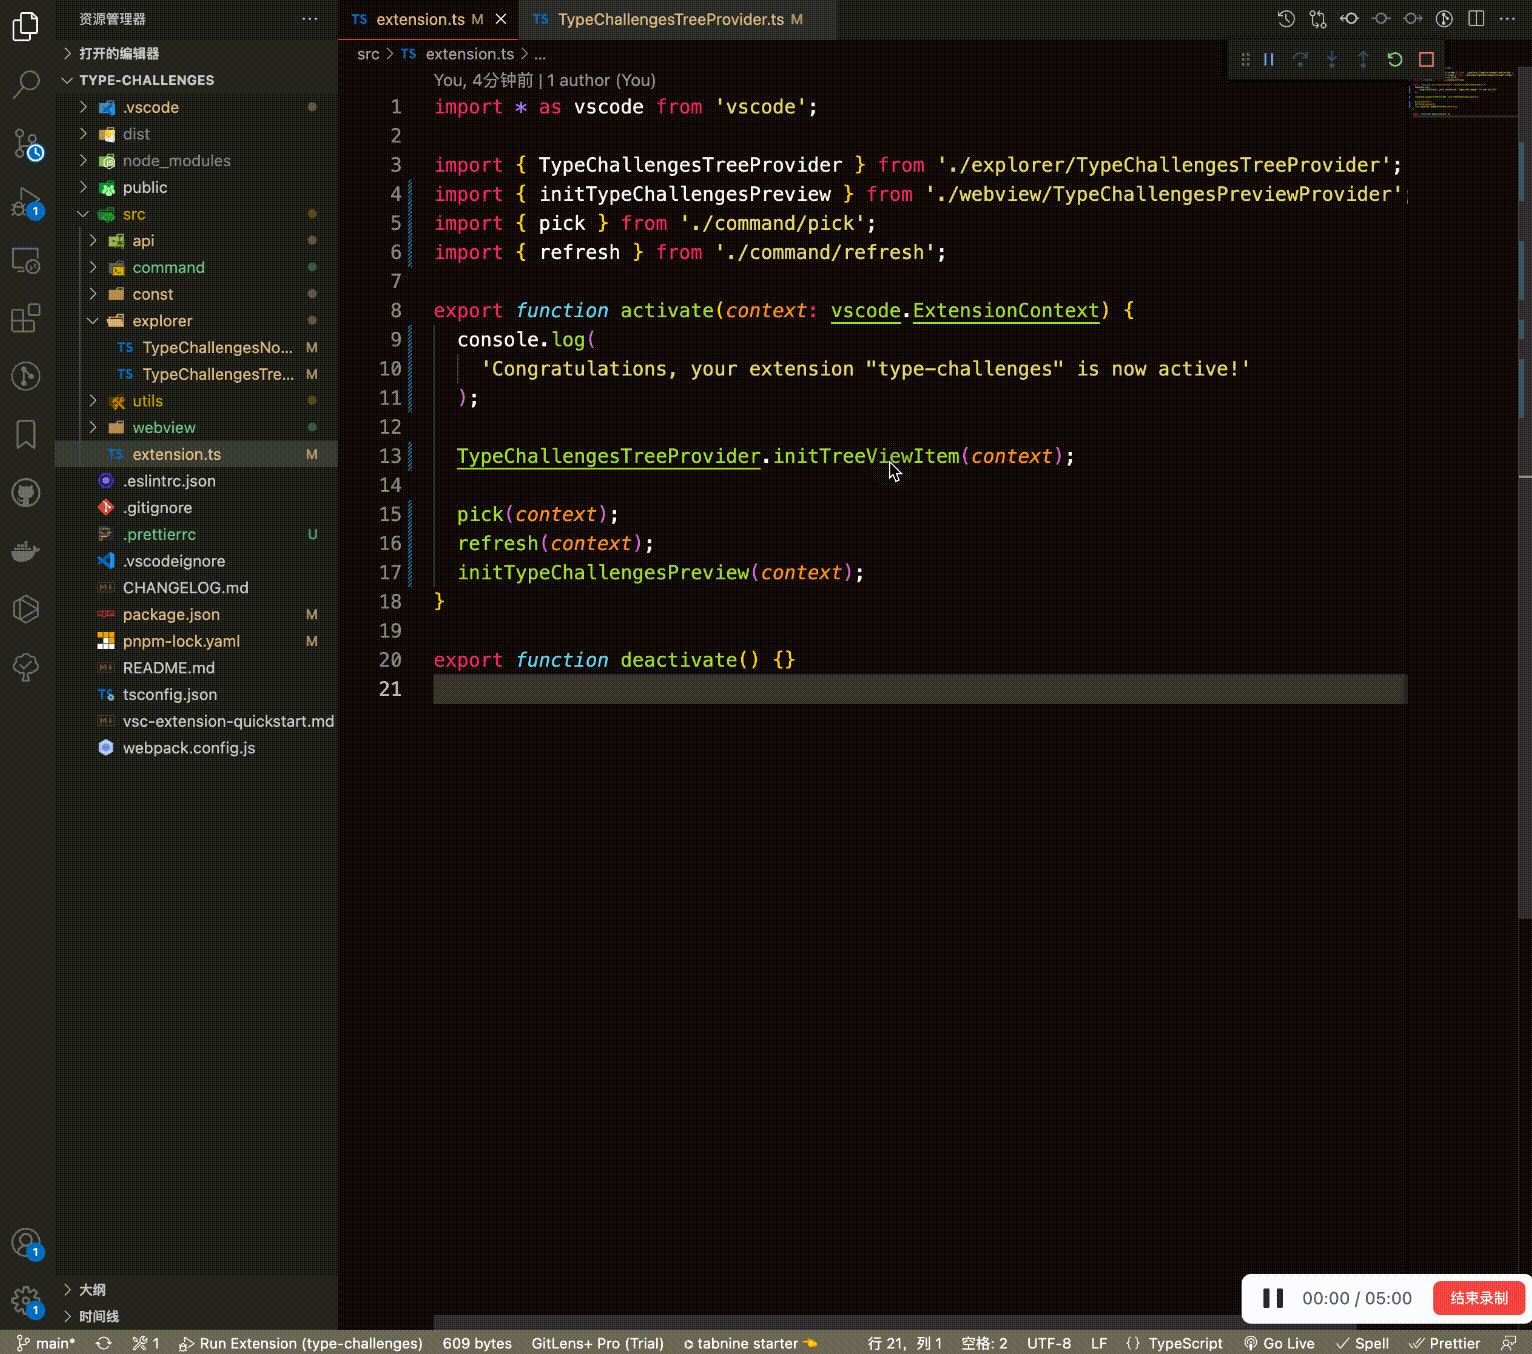 资源管理器
打开的编辑器
TYPE-CHALLENGES
.vscode
dist
node_modules
public
src
api
command
const
explorer
TS TypeChallengesNo... M
TS TypeChallengesTre... M
utils
webview
TS extension.ts M
.eslintrc.json
.gitignore
.prettierrc U
.vscodeignore
CHANGELOG.md
package.json M
pnpm-lock.yaml M
README.md
TS tsconfig.json
vsc-extension-quickstart.md
webpack.config.js
大纲
时间线
1
1
1
TS extension.ts M
TS TypeChallengesTreeProvider.ts M
src > TS extension.ts > ...
You, 4分钟前 | 1 author (You)
1 import * as vscode from 'vscode';
2
3 import { TypeChallengesTreeProvider } from './explorer/TypeChallengesTreeProvider';
4 import { initTypeChallengesPreview } from './webview/TypeChallengesPreviewProvider';
5 import { pick } from './command/pick';
6 import { refresh } from './command/refresh';
7
8 export function activate(context: vscode.ExtensionContext) {
9 console.log(
10 'Congratulations, your extension "type-challenges" is now active!'
11 );
12
13 TypeChallengesTreeProvider.initTreeViewItem(context);
14
15 pick(context);
16 refresh(context);
17 initTypeChallengesPreview(context);
18 }
19
20 export function deactivate() {}
21
00:00 / 05:00 结束录制
main* 1 Run Extension (type-challenges) 609 bytes GitLens+ Pro (Trial) tabnine starter 行 21, 列 1 空格: 2 UTF-8 LF {} TypeScript Go Live Spell Prettier